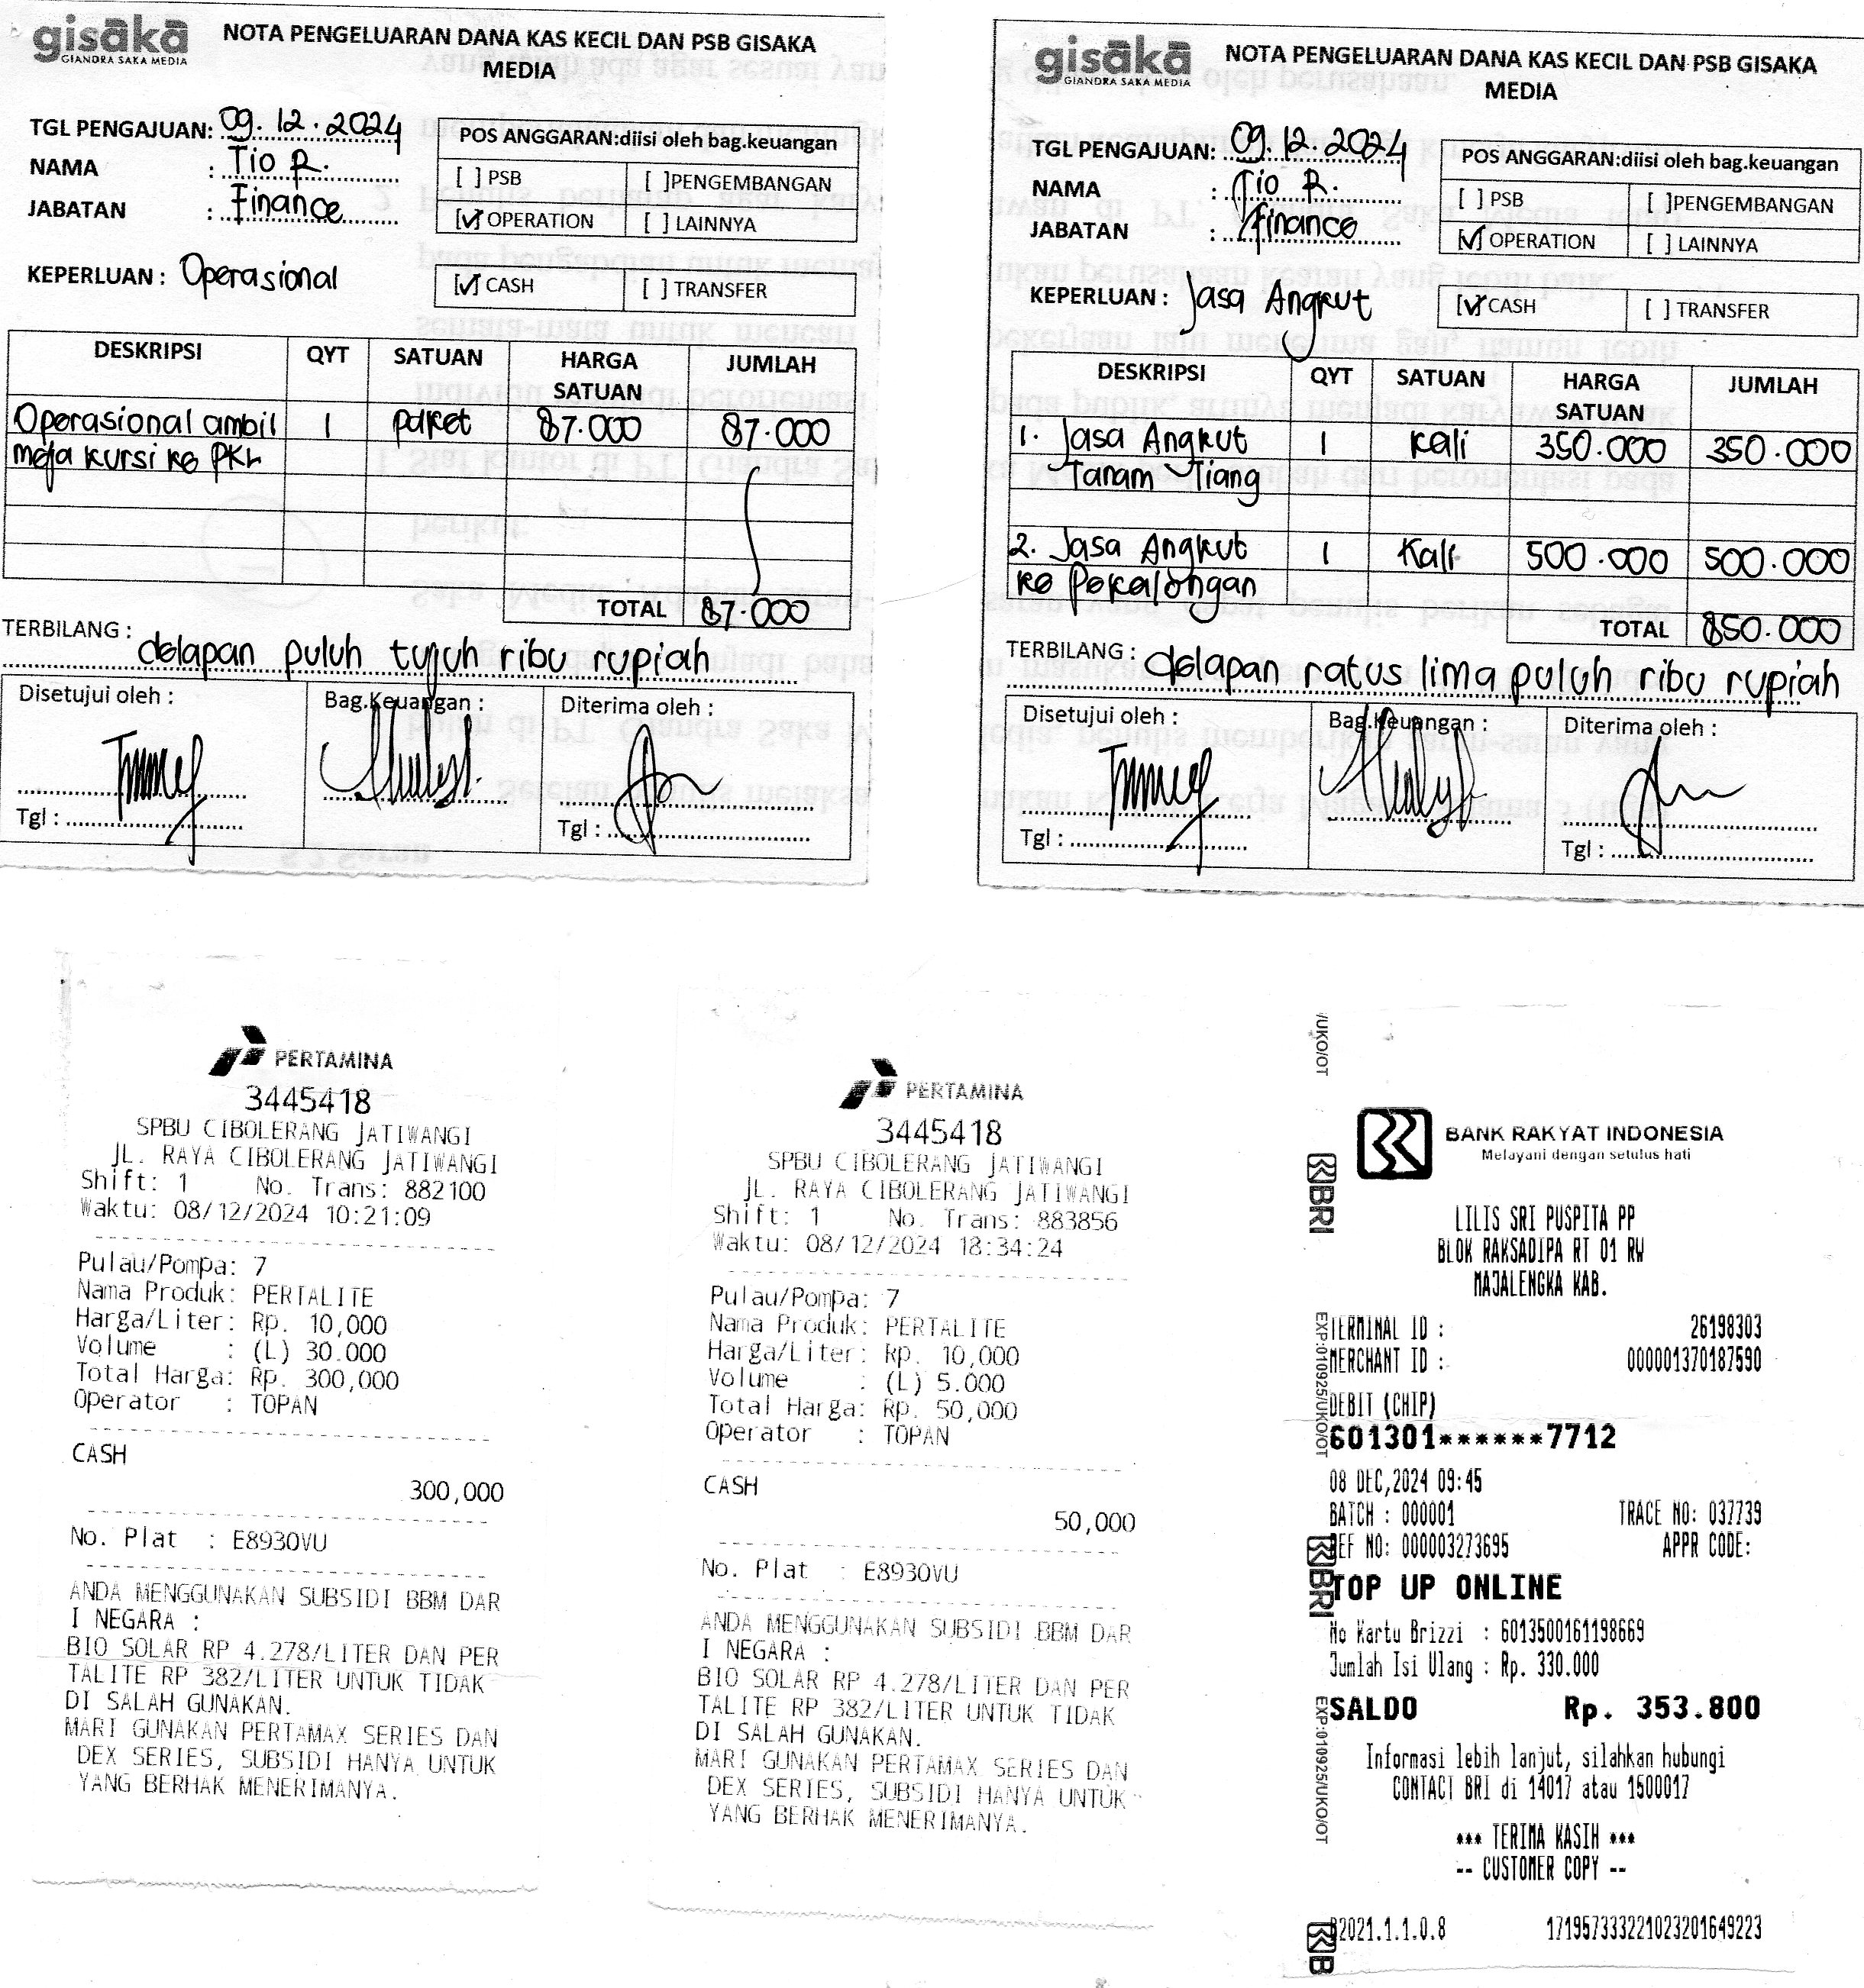 gisāka
GIANDRA SAKA MEDIA
NOTA PENGELUARAN DANA KAS KECIL DAN PSB GISAKA
MEDIA
TGL PENGAJUAN: 09.12.2024
NAMA : Tio R.
JABATAN : Finance
POS ANGGARAN:diisi oleh bag.keuangan
[ ] PSB [ ]PENGEMBANGAN
[✓] OPERATION [ ] LAINNYA
KEPERLUAN : Operasional
[✓] CASH [ ] TRANSFER
DESKRIPSI QYT SATUAN HARGA SATUAN JUMLAH
Operasional ambil 1 paket 87.000 87.000
meja kursi ke PKL
TOTAL 87.000
TERBILANG : delapan puluh tujuh ribu rupiah
Disetujui oleh : Bag.Keuangan : Diterima oleh :
Tgl : Tgl :
gisāka
GIANDRA SAKA MEDIA
NOTA PENGELUARAN DANA KAS KECIL DAN PSB GISAKA
MEDIA
TGL PENGAJUAN: 09.12.2024
NAMA : Tio R.
JABATAN : Finance
POS ANGGARAN:diisi oleh bag.keuangan
[ ] PSB [ ]PENGEMBANGAN
[✓] OPERATION [ ] LAINNYA
KEPERLUAN : Jasa Angkut
[✓] CASH [ ] TRANSFER
DESKRIPSI QYT SATUAN HARGA SATUAN JUMLAH
1. Jasa Angkut 1 kali 350.000 350.000
Tanam Tiang
2. Jasa Angkut 1 Kali 500.000 500.000
ke Pekalongan
TOTAL 850.000
TERBILANG : delapan ratus lima puluh ribu rupiah
Disetujui oleh : Bag.Keuangan : Diterima oleh :
Tgl : Tgl :
PERTAMINA
3445418
SPBU CIBOLERANG JATIWANGI
JL. RAYA CIBOLERANG JATIWANGI
Shift: 1 No. Trans: 882100
Waktu: 08/12/2024 10:21:09
Pulau/Pompa: 7
Nama Produk: PERTALITE
Harga/Liter: Rp. 10,000
Volume : (L) 30.000
Total Harga: Rp. 300,000
Operator : TOPAN
CASH
300,000
No. Plat : E8930VU
ANDA MENGGUNAKAN SUBSIDI BBM DAR
I NEGARA :
BIO SOLAR RP 4.278/LITER DAN PER
TALITE RP 382/LITER UNTUK TIDAK
DI SALAH GUNAKAN.
MARI GUNAKAN PERTAMAX SERIES DAN
DEX SERIES, SUBSIDI HANYA UNTUK
YANG BERHAK MENERIMANYA.
PERTAMINA
3445418
SPBU CIBOLERANG JATIWANGI
JL. RAYA CIBOLERANG JATIWANGI
Shift: 1 No. Trans: 883856
Waktu: 08/12/2024 18:34:24
Pulau/Pompa: 7
Nama Produk: PERTALITE
Harga/Liter: Rp. 10,000
Volume : (L) 5.000
Total Harga: Rp. 50,000
Operator : TOPAN
CASH
50,000
No. Plat : E8930VU
ANDA MENGGUNAKAN SUBSIDI BBM DAR
I NEGARA :
BIO SOLAR RP 4.278/LITER DAN PER
TALITE RP 382/LITER UNTUK TIDAK
DI SALAH GUNAKAN.
MARI GUNAKAN PERTAMAX SERIES DAN
DEX SERIES, SUBSIDI HANYA UNTUK
YANG BERHAK MENERIMANYA.
BANK RAKYAT INDONESIA
Melayani dengan setulus hati
LILIS SRI PUSPITA PP
BLOK RAKSADIPA RT 01 RW
MAJALENGKA KAB.
TERMINAL ID : 26198303
MERCHANT ID : 000001370187590
DEBIT (CHIP)
601301******7712
08 DEC,2024 09:45
BATCH : 000001 TRACE NO: 037739
REF NO: 000003273695 APPR CODE:
TOP UP ONLINE
No Kartu Brizzi : 6013500161198669
Jumlah Isi Ulang : Rp. 330.000
SALDO Rp. 353.800
Informasi lebih lanjut, silahkan hubungi
CONTACT BRI di 14017 atau 1500017
*** TERIMA KASIH ***
-- CUSTOMER COPY --
B2021.1.1.0.8 171957333221023201649223
/UKO/OT
BRI
EXP:010925/UKO/OT
BRI
EXP:010925/UKO/OT